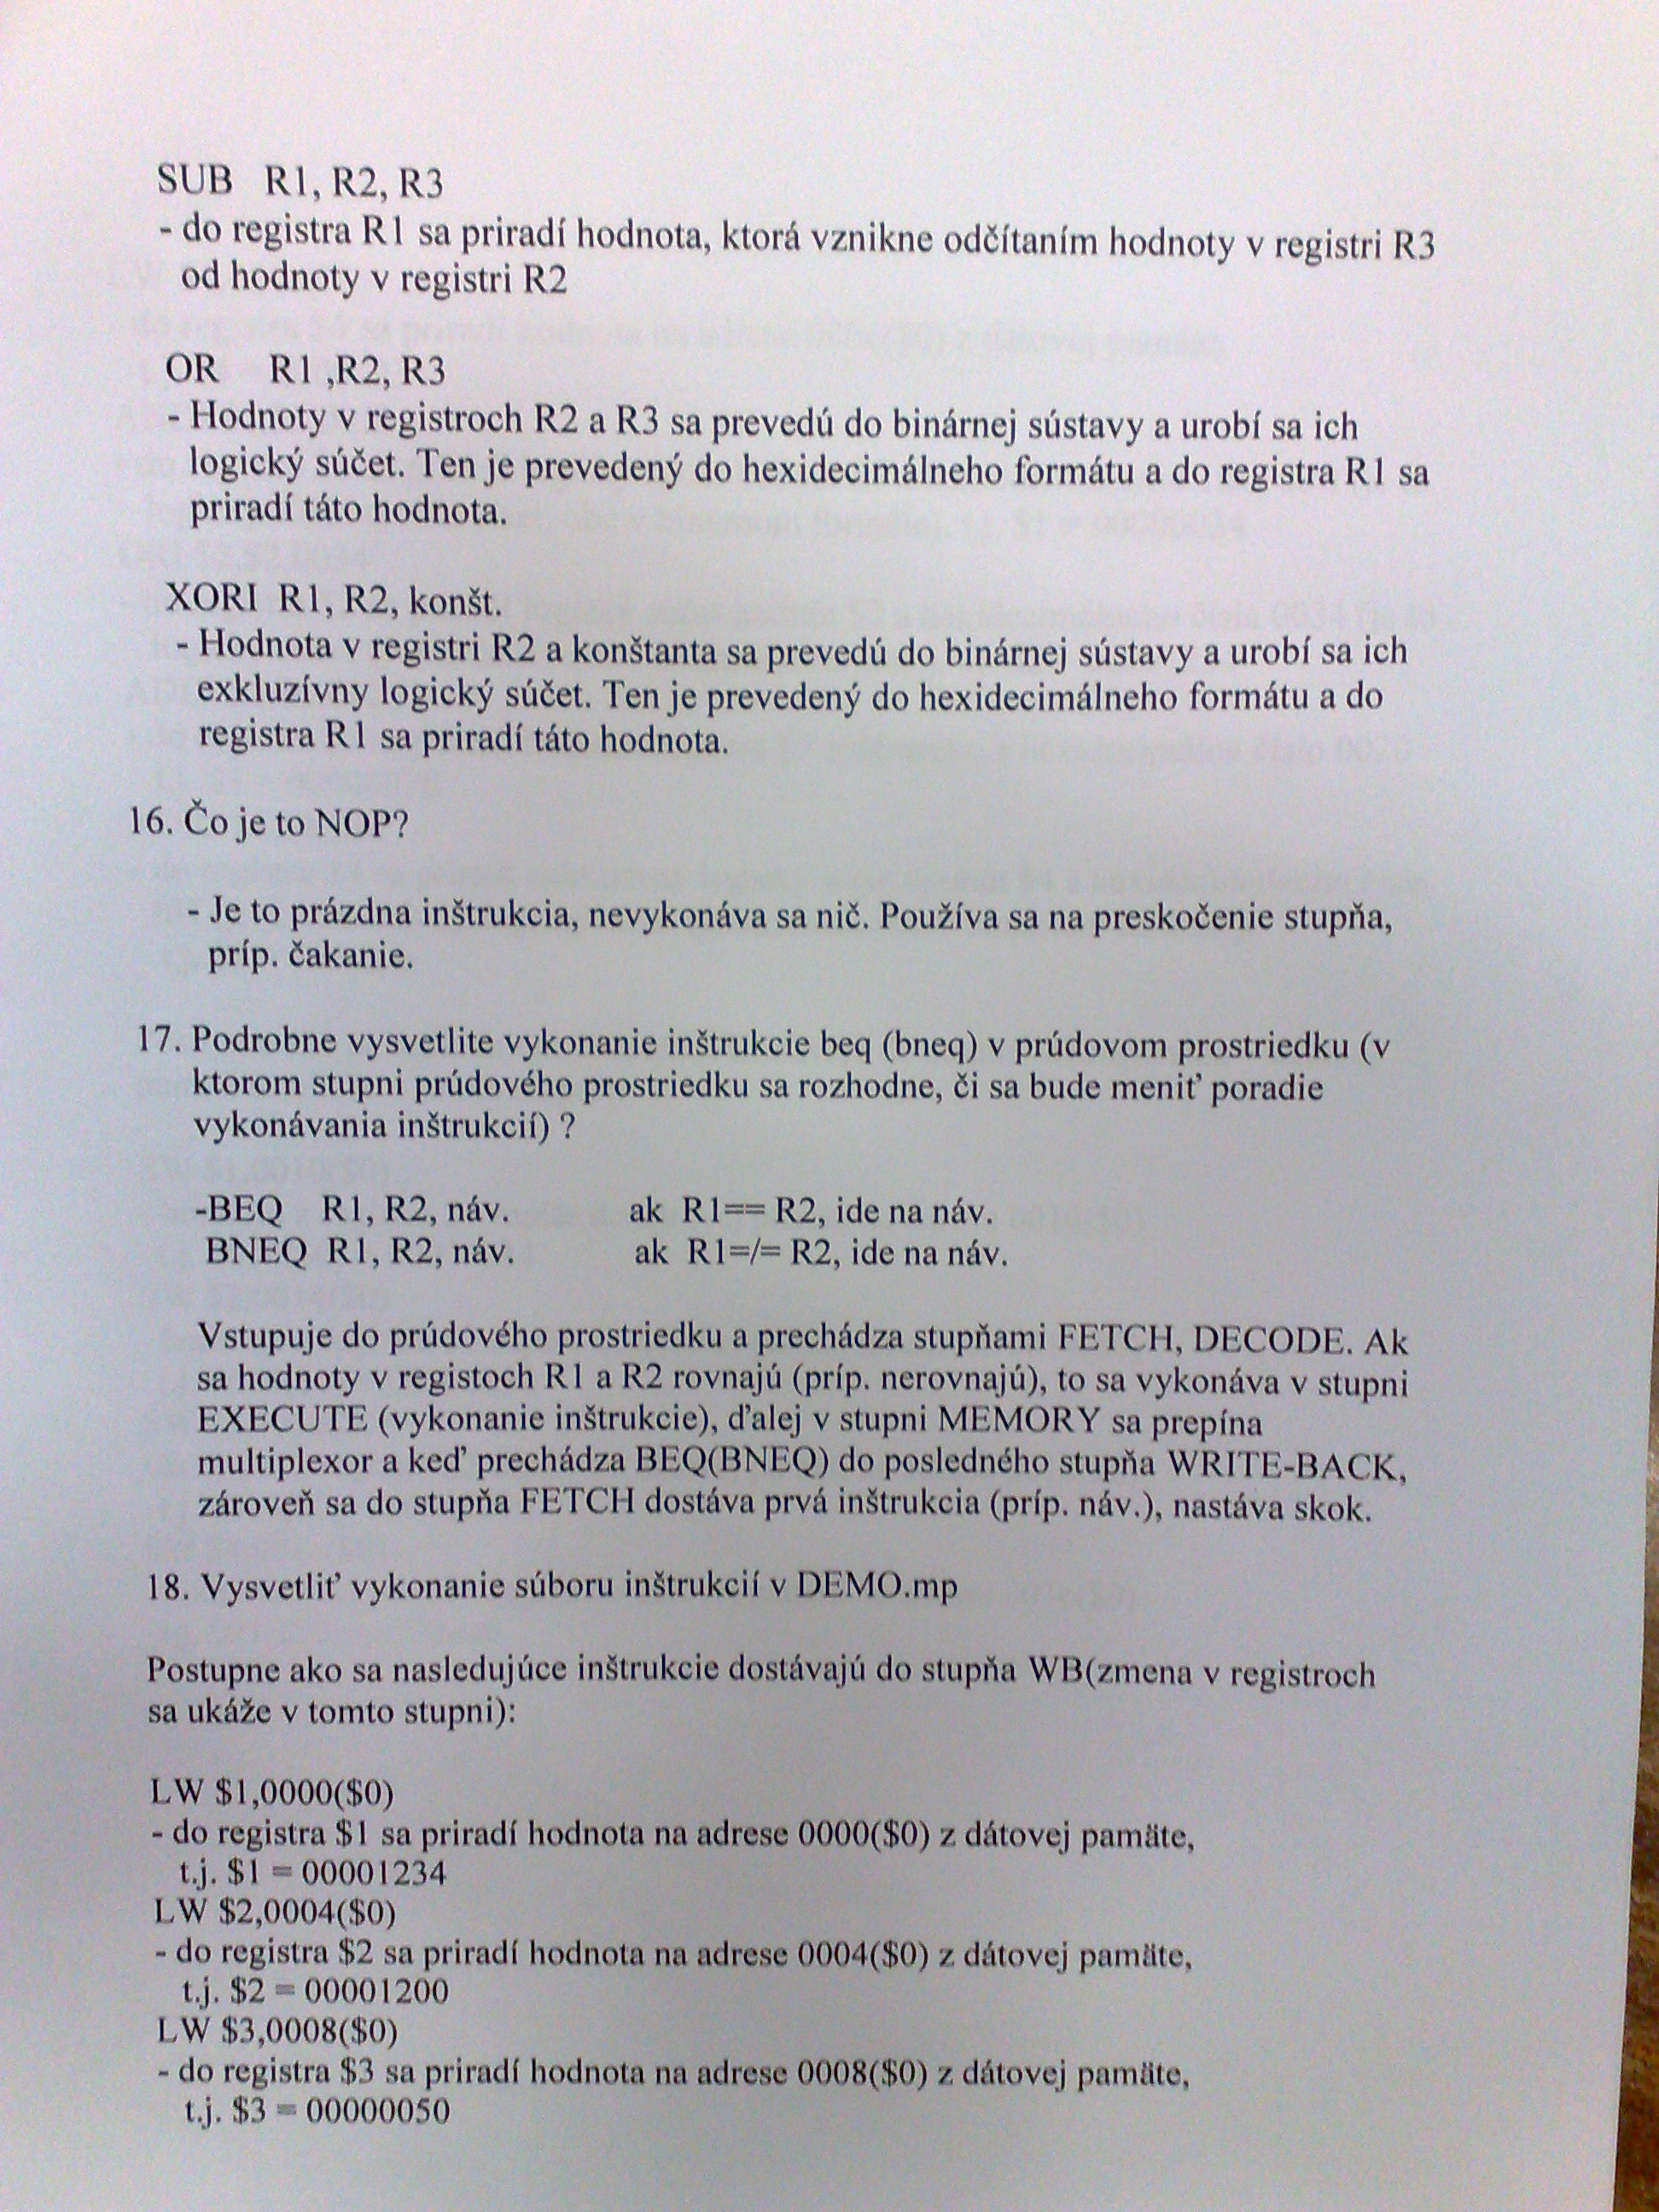 SUB R1, R2, R3
- do registra R1 sa priradí hodnota, ktorá vznikne odčítaním hodnoty v registri R3
od hodnoty v registri R2
OR R1 ,R2, R3
- Hodnoty v registroch R2 a R3 sa prevedú do binárnej sústavy a urobí sa ich
logický súčet. Ten je prevedený do hexidecimálneho formátu a do registra R1 sa
priradí táto hodnota.
XORI R1, R2, konšt.
- Hodnota v registri R2 a konštanta sa prevedú do binárnej sústavy a urobí sa ich
exkluzívny logický súčet. Ten je prevedený do hexidecimálneho formátu a do
registra R1 sa priradí táto hodnota.
16. Čo je to NOP?
- Je to prázdna inštrukcia, nevykonáva sa nič. Používa sa na preskočenie stupňa,
príp. čakanie.
17. Podrobne vysvetlite vykonanie inštrukcie beq (bneq) v prúdovom prostriedku (v
ktorom stupni prúdového prostriedku sa rozhodne, či sa bude meniť poradie
vykonávania inštrukcií) ?
-BEQ R1, R2, náv. ak R1== R2, ide na náv.
BNEQ R1, R2, náv. ak R1=/= R2, ide na náv.
Vstupuje do prúdového prostriedku a prechádza stupňami FETCH, DECODE. Ak
sa hodnoty v registoch R1 a R2 rovnajú (príp. nerovnajú), to sa vykonáva v stupni
EXECUTE (vykonanie inštrukcie), ďalej v stupni MEMORY sa prepína
multiplexor a keď prechádza BEQ(BNEQ) do posledného stupňa WRITE-BACK,
zároveň sa do stupňa FETCH dostáva prvá inštrukcia (príp. náv.), nastáva skok.
18. Vysvetliť vykonanie súboru inštrukcií v DEMO.mp
Postupne ako sa nasledujúce inštrukcie dostávajú do stupňa WB(zmena v registroch
sa ukáže v tomto stupni):
LW $1,0000($0)
- do registra $1 sa priradí hodnota na adrese 0000($0) z dátovej pamäte,
t.j. $1 = 00001234
LW $2,0004($0)
- do registra $2 sa priradí hodnota na adrese 0004($0) z dátovej pamäte,
t.j. $2 = 00001200
LW $3,0008($0)
- do registra $3 sa priradí hodnota na adrese 0008($0) z dátovej pamäte,
t.j. $3 = 00000050